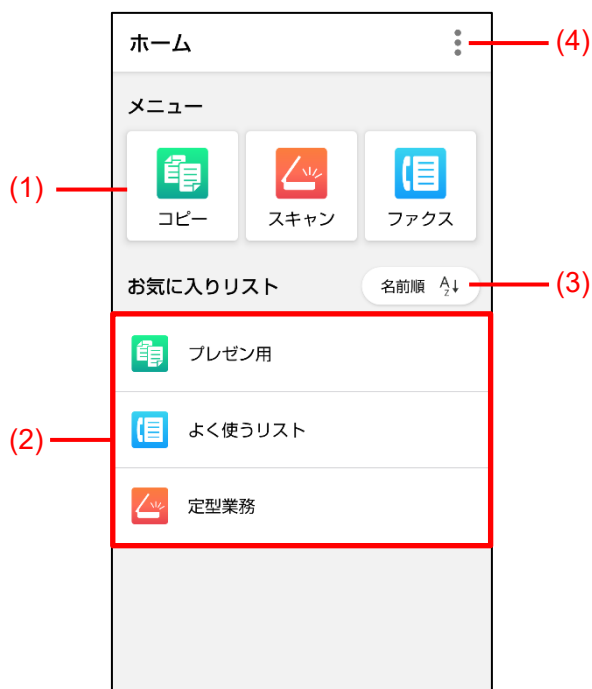 ホーム
(4)
メニュー
(1)
コピー
スキャン
ファクス
お気に入りリスト
名前順 A
Z↓
(3)
プレゼン用
(2)
よく使うリスト
定型業務